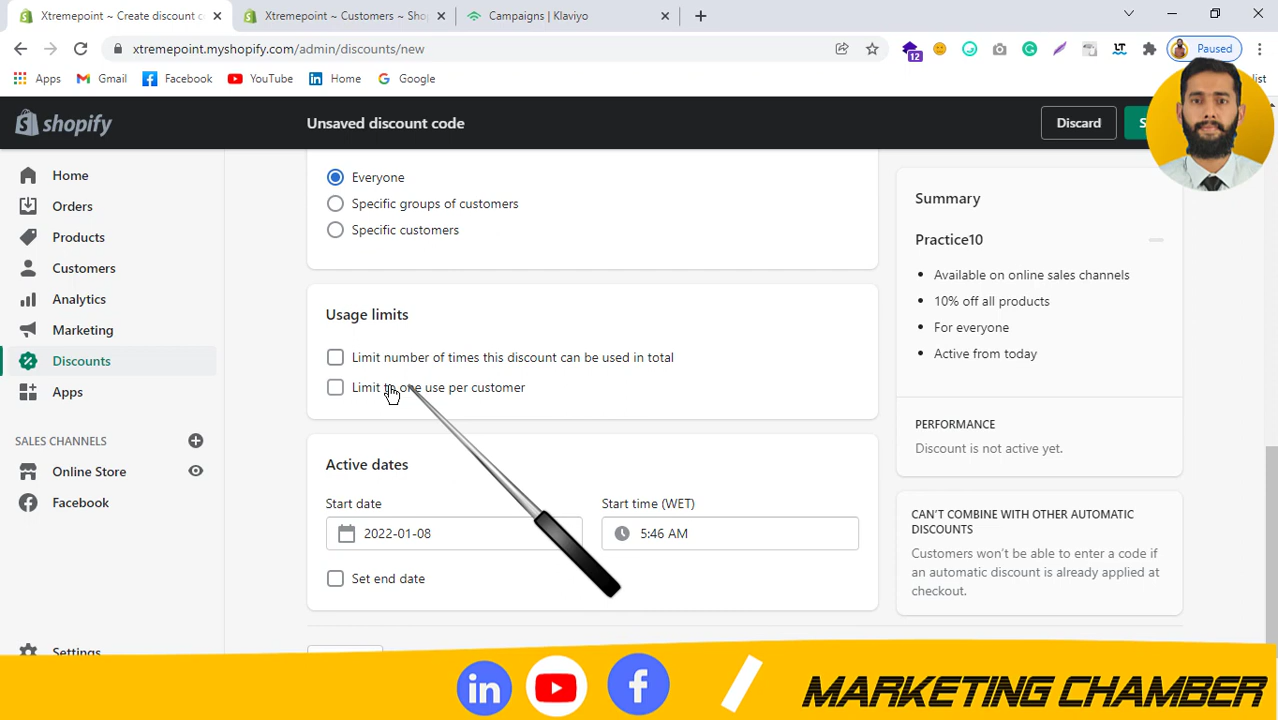 Xtremepoint ~ Create discount c
Xtremepoint ~ Customers ~ Shop
Campaigns | Klaviyo
xtremepoint.myshopify.com/admin/discounts/new
12
LT
Paused
Apps
Gmail
Facebook
YouTube
Home
Google
list
shopify
Unsaved discount code
Discard
S
Home
Orders
Products
Customers
Analytics
Marketing
Discounts
Apps
SALES CHANNELS
Online Store
Facebook
Settings
Everyone
Specific groups of customers
Specific customers
Usage limits
Limit number of times this discount can be used in total
Limit to one use per customer
Active dates
Start date
Start time (WET)
2022-01-08
5:46 AM
Set end date
Summary
Practice10
Available on online sales channels
10% off all products
For everyone
Active from today
PERFORMANCE
Discount is not active yet.
CAN'T COMBINE WITH OTHER AUTOMATIC
DISCOUNTS
Customers won't be able to enter a code if
an automatic discount is already applied at
checkout.
MARKETING CHAMBER